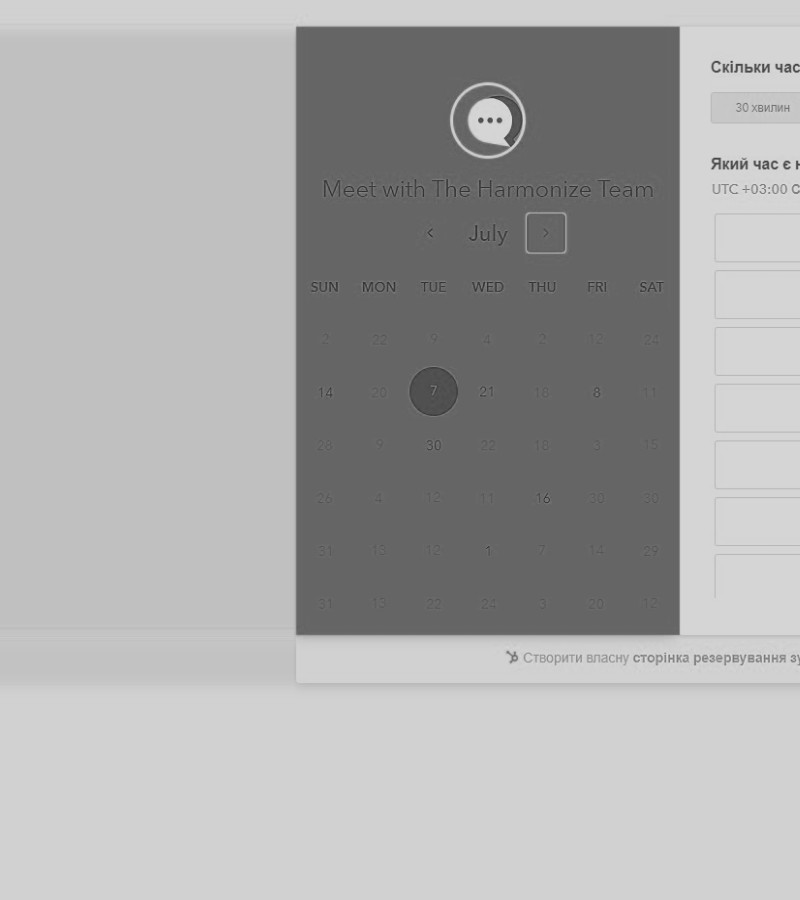 Meet with The Harmonize Team
July
SUN MON TUE WED THU FRI SAT
2 22 9 4 2 12 24
14 20 7 21 18 8 11
28 9 30 22 18 3 15
26 4 12 11 16 30 30
31 13 12 1 7 14 29
31 13 22 24 3 20 12
Скільки час
30 хвилин
Який час є н
UTC +03:00 С
Створити власну сторінка резервування зу